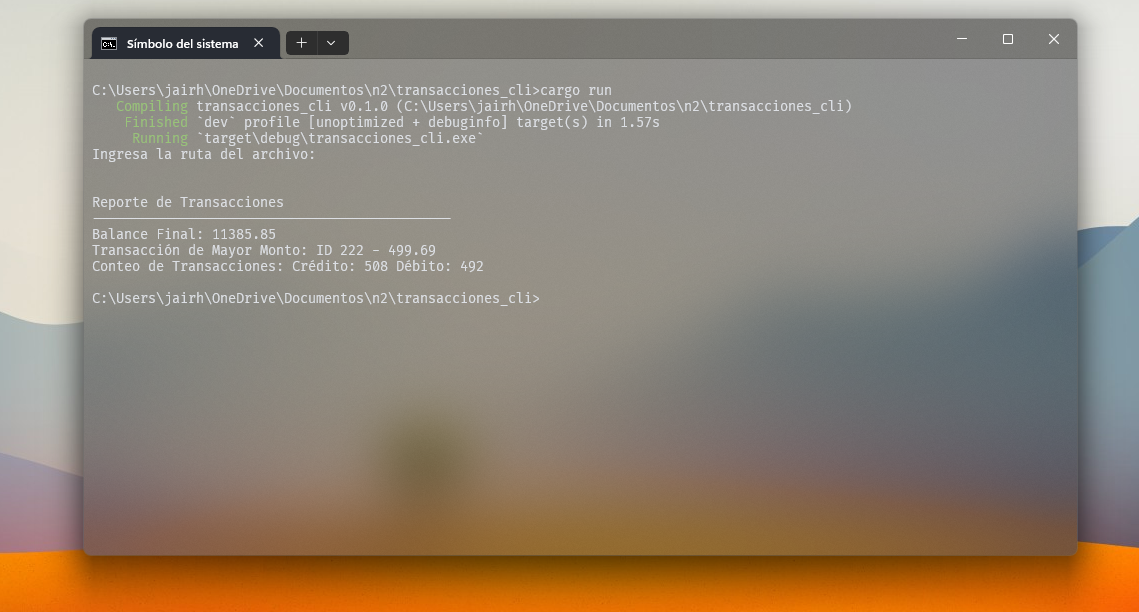 Símbolo del sistema
C:\Users\jairh\OneDrive\Documentos\n2\transacciones_cli>cargo run
Compiling transacciones_cli v0.1.0 (C:\Users\jairh\OneDrive\Documentos\n2\transacciones_cli)
Finished `dev` profile [unoptimized + debuginfo] target(s) in 1.57s
Running `target\debug\transacciones_cli.exe`
Ingresa la ruta del archivo:
Reporte de Transacciones
Balance Final: 11385.85
Transacción de Mayor Monto: ID 222 - 499.69
Conteo de Transacciones: Crédito: 508 Débito: 492
C:\Users\jairh\OneDrive\Documentos\n2\transacciones_cli>